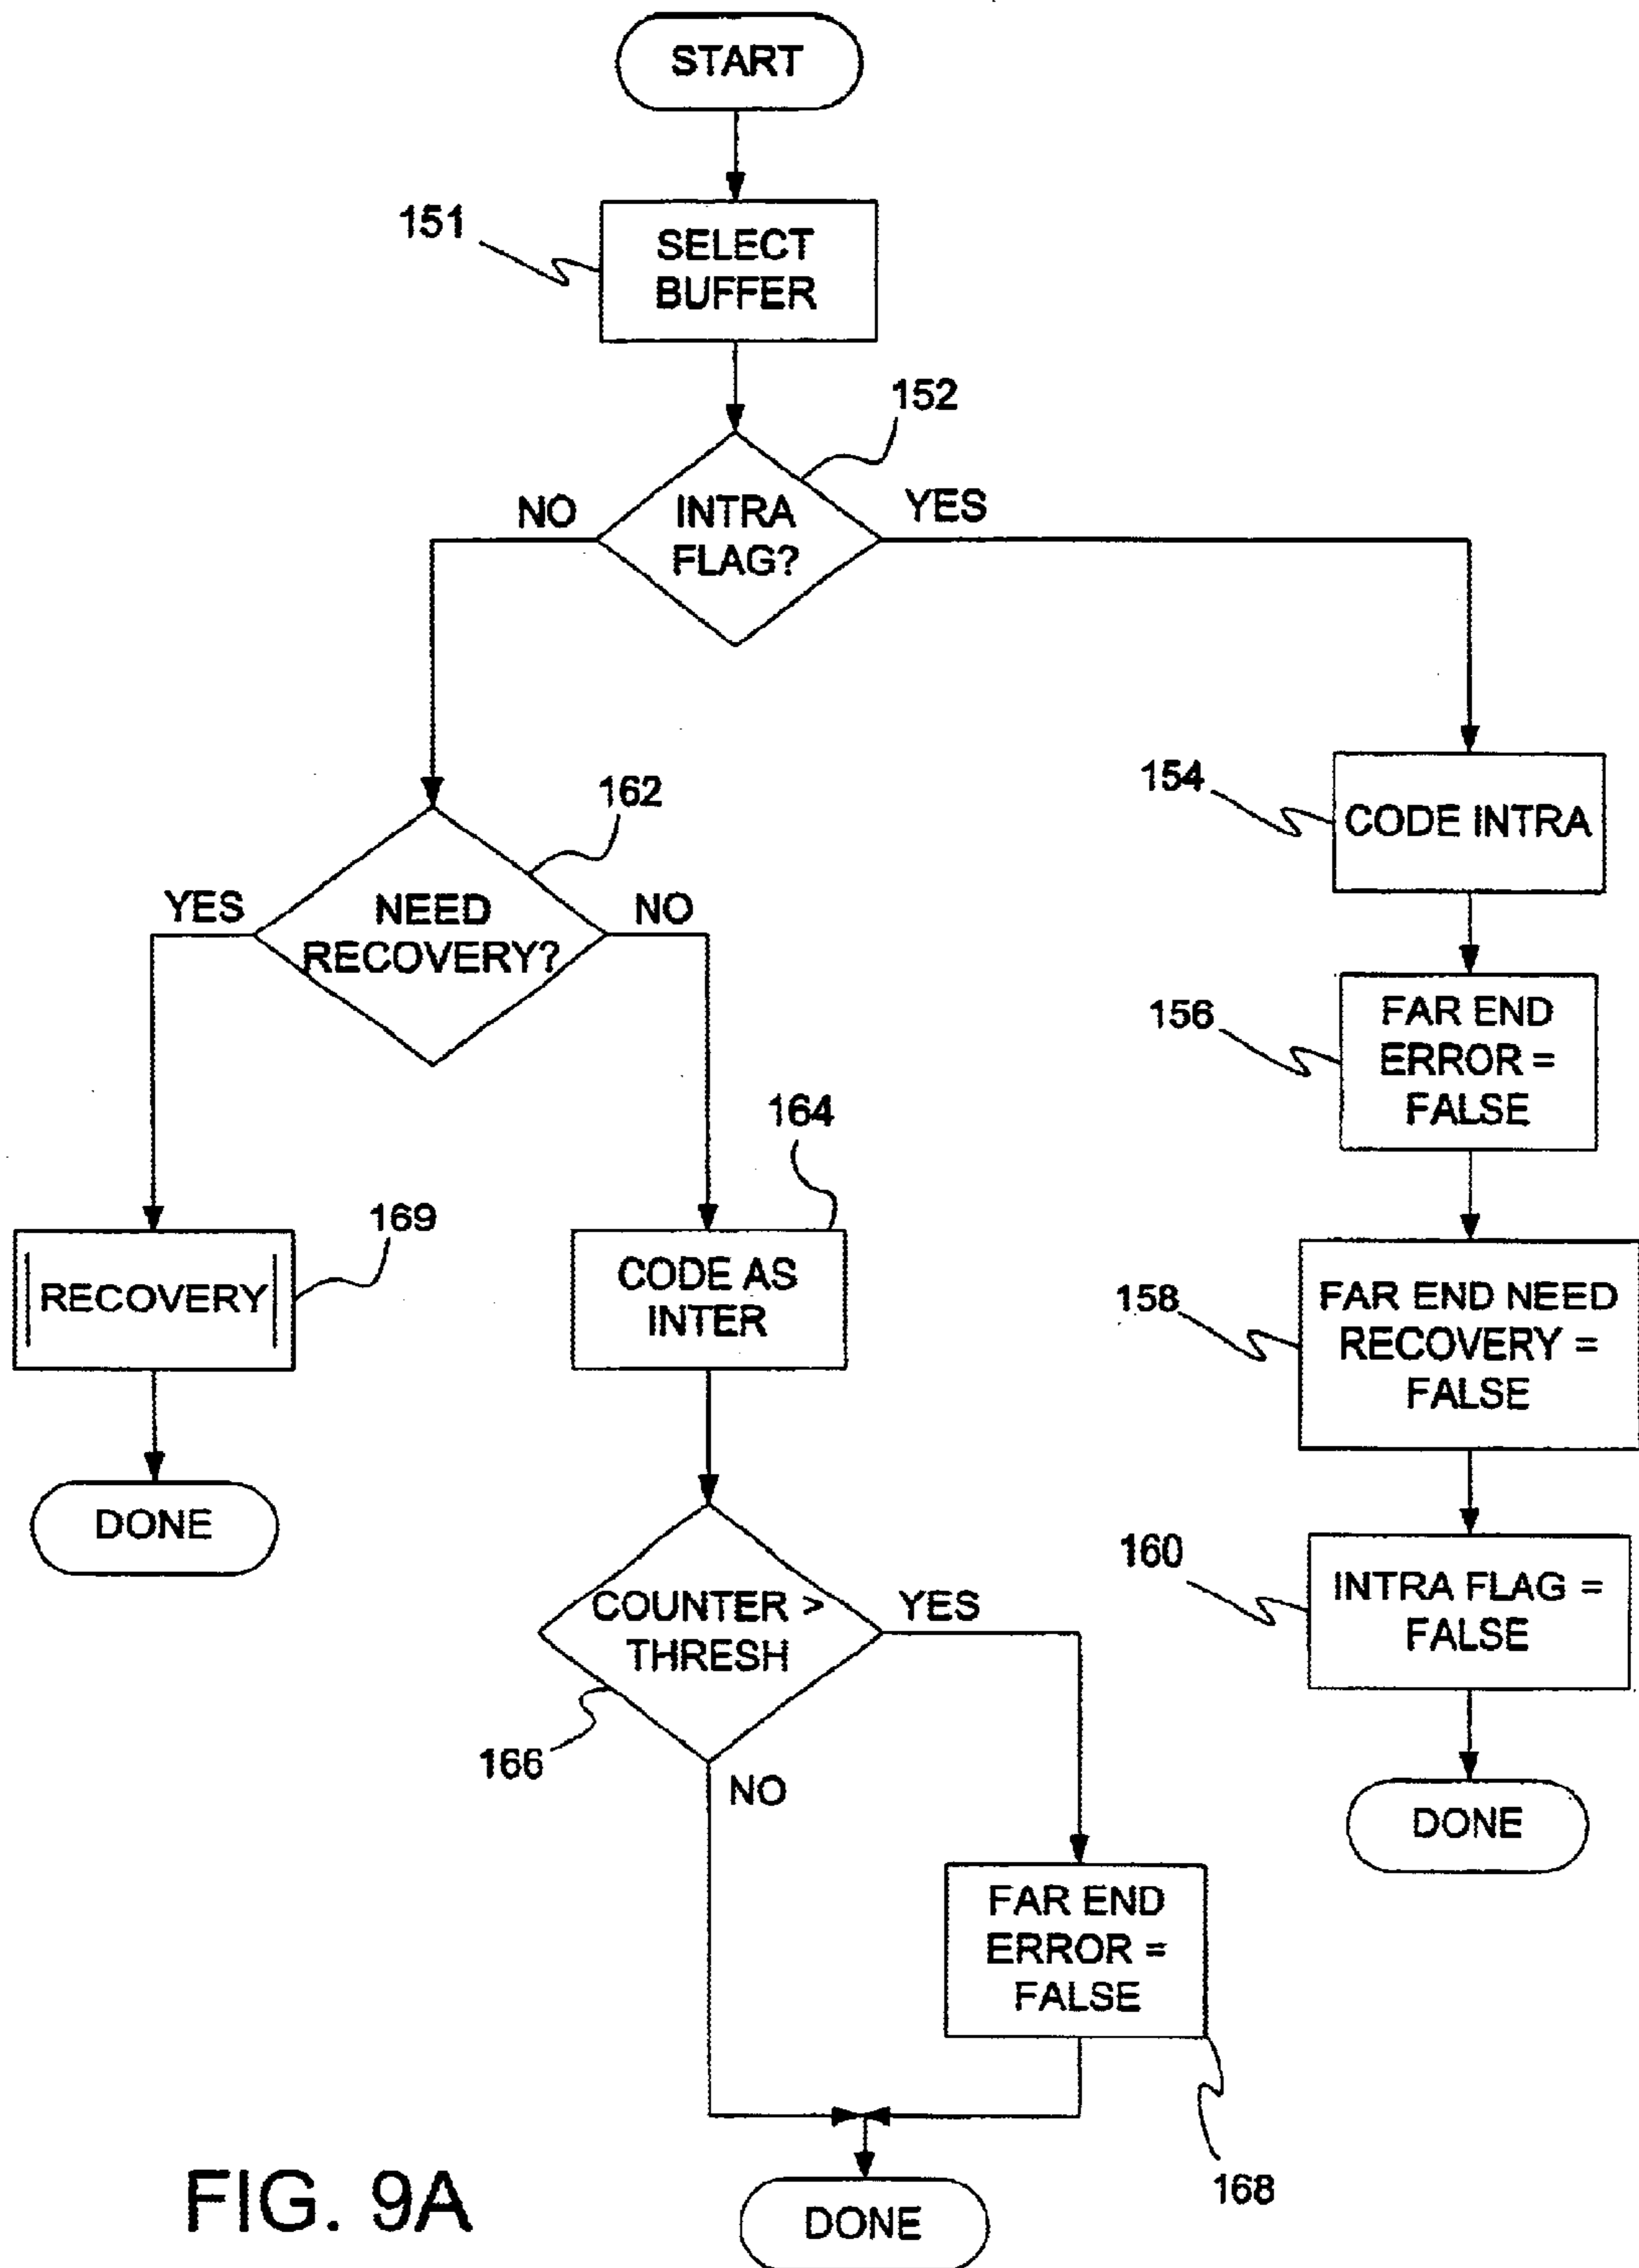 START
151
SELECT
BUFFER
152
NO
INTRA
FLAG?
YES
154
CODE INTRA
162
YES
NEED
RECOVERY?
NO
156
FAR END
ERROR =
FALSE
164
169
RECOVERY
CODE AS
INTER
158
FAR END NEED
RECOVERY =
FALSE
DONE
160
INTRA FLAG =
FALSE
COUNTER >
THRESH
YES
166
NO
DONE
FAR END
ERROR =
FALSE
168
DONE
FIG. 9A